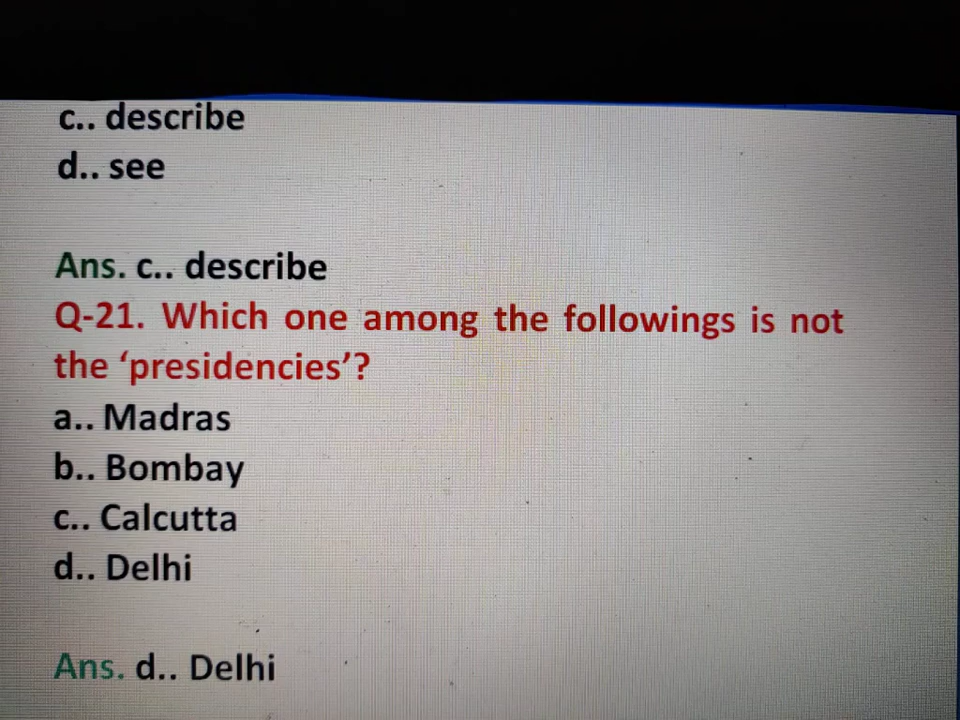 c.. describe
d.. see
Ans. c.. describe
Q-21. Which one among the followings is not
the ‘presidencies’?
a.. Madras
b.. Bombay
c.. Calcutta
d.. Delhi
Ans. d.. Delhi